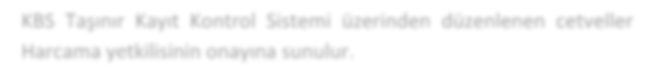 KBS Taşınır Kayıt Kontrol Sistemi üzerinden düzenlenen cetveller
Harcama yetkilisinin onayına sunulur.